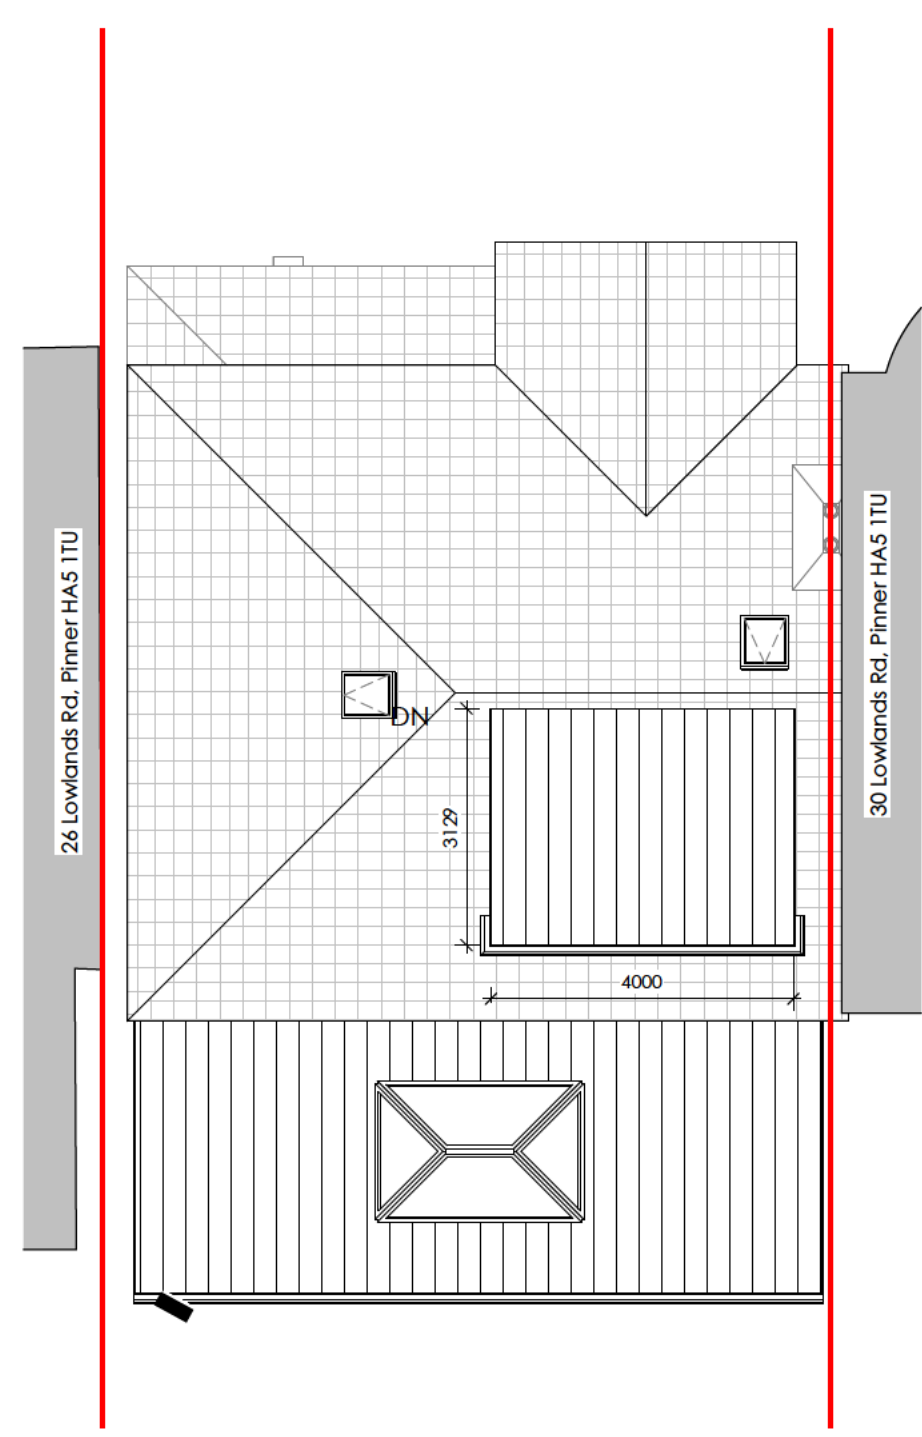 26 Lowlands Rd, Pinner HA5 1TU
30 Lowlands Rd, Pinner HA5 1TU
DN
3129
4000